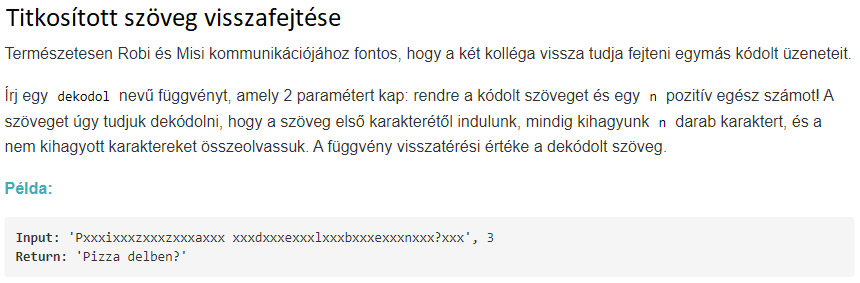 Titkosított szöveg visszafejtése
Természetesen Robi és Misi kommunikációjához fontos, hogy a két kolléga vissza tudja fejteni egymás kódolt üzeneteit.
Írj egy dekodol nevű függvényt, amely 2 paramétert kap: rendre a kódolt szöveget és egy n pozitív egész számot! A
szöveget úgy tudjuk dekódolni, hogy a szöveg első karakterétől indulunk, mindig kihagyunk n darab karaktert, és a
nem kihagyott karaktereket összeolvassuk. A függvény visszatérési értéke a dekódolt szöveg.
Példa:
Input: 'Pxxxixxxzxxxzxxxaxxx xxxdxxxexxxlxxxbxxxexxxnxxx?xxx', 3
Return: 'Pizza delben?'